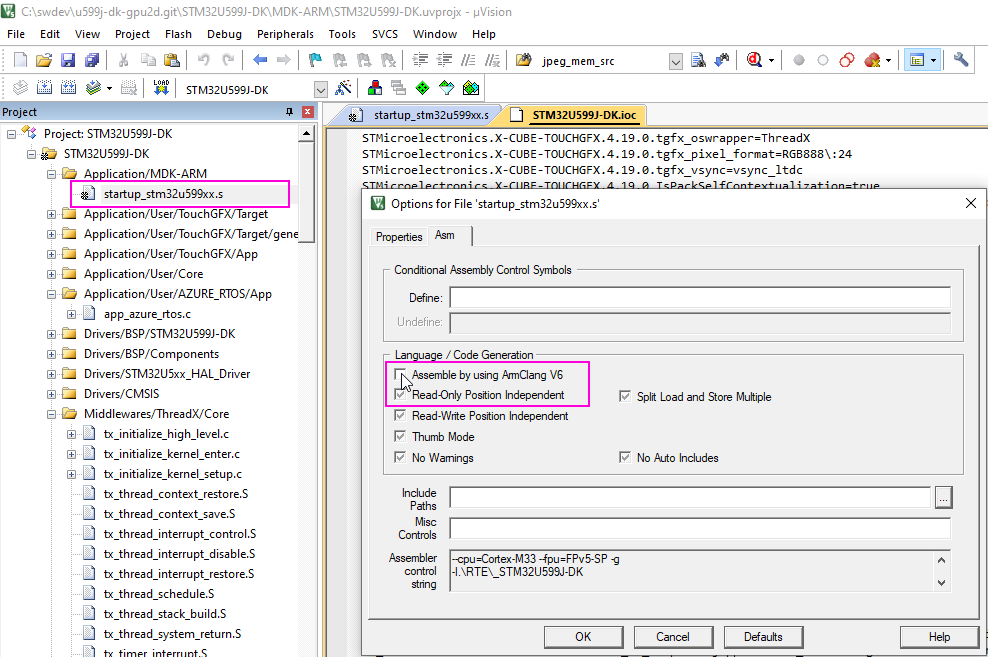 C:\swdev\u599j-dk-gpu2d.git\STM32U599J-DK\MDK-ARM\STM32U599J-DK.uvprojx - µVision
File Edit View Project Flash Debug Peripherals Tools SVCS Window Help
jpeg_mem_src
LOAD
STM32U599J-DK
Project
startup_stm32u599xx.s
STM32U599J-DK.ioc
Project: STM32U599J-DK
STM32U599J-DK
Application/MDK-ARM
startup_stm32u599xx.s
Application/User/TouchGFX/Target
Application/User/TouchGFX/Target/gene
Application/User/TouchGFX/App
Application/User/Core
Application/User/AZURE_RTOS/App
app_azure_rtos.c
Drivers/BSP/STM32U599J-DK
Drivers/BSP/Components
Drivers/STM32U5xx_HAL_Driver
Drivers/CMSIS
Middlewares/ThreadX/Core
tx_initialize_high_level.c
tx_initialize_kernel_enter.c
tx_initialize_kernel_setup.c
tx_thread_context_restore.S
tx_thread_context_save.S
tx_thread_interrupt_control.S
tx_thread_interrupt_disable.S
tx_thread_interrupt_restore.S
tx_thread_schedule.S
tx_thread_stack_build.S
tx_thread_system_return.S
tx_timer_interrupt.S
STMicroelectronics.X-CUBE-TOUCHGFX.4.19.0.tgfx_oswrapper=ThreadX
STMicroelectronics.X-CUBE-TOUCHGFX.4.19.0.tgfx_pixel_format=RGB888\:24
STMicroelectronics.X-CUBE-TOUCHGFX.4.19.0.tgfx_vsync=vsync_ltdc
STMicroelectronics.X-CUBE-TOUCHGFX.4.19.0_IsPackSelfContextualization=true
Options for File 'startup_stm32u599xx.s'
Properties Asm
Conditional Assembly Control Symbols
Define:
Undefine:
Language / Code Generation
Assemble by using ArmClang V6
Read-Only Position Independent
Split Load and Store Multiple
Read-Write Position Independent
Thumb Mode
No Warnings
No Auto Includes
Include
Paths
...
Misc
Controls
Assembler
control
string
--cpu=Cortex-M33 --fpu=FPv5-SP -g
-I.\RTE\_STM32U599J-DK
OK Cancel Defaults Help